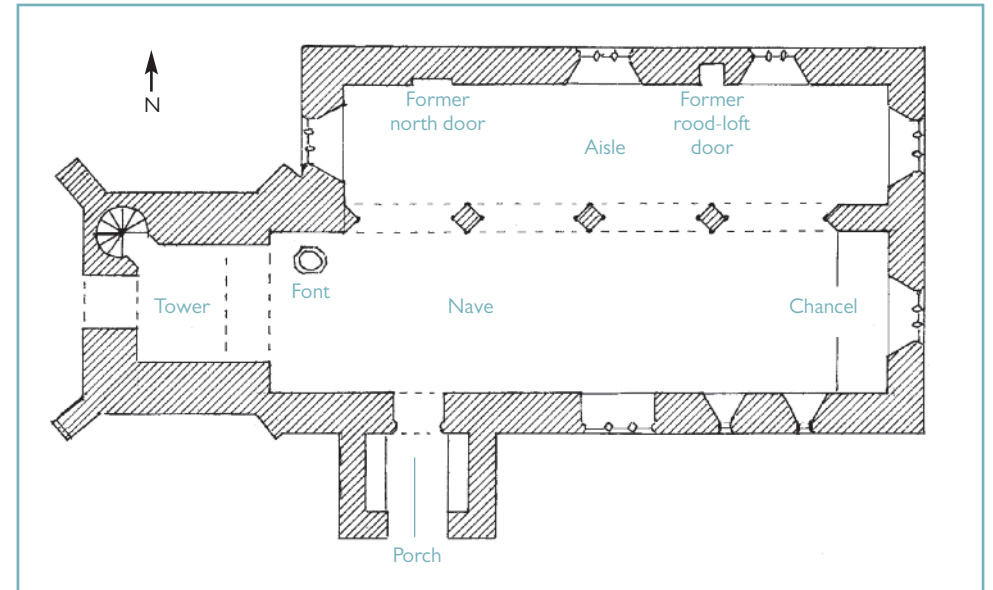 N
Former
north door
Former
rood-loft
door
Aisle
Font
Tower
Nave
Chancel
Porch